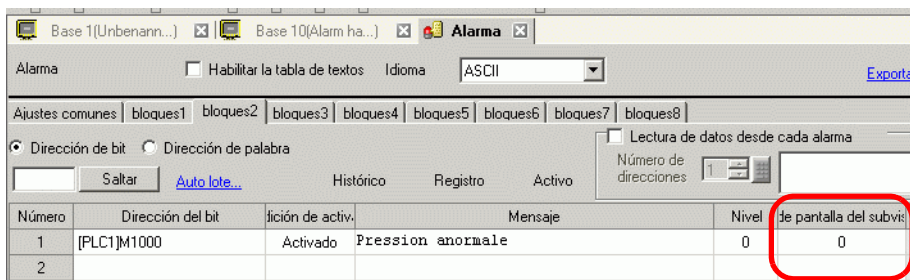 Base 1(Unbenann...) Base 10(Alarm ha...) Alarma
Alarma Habilitar la tabla de textos Idioma ASCII Exporta
Ajustes comunes bloques1 bloques2 bloques3 bloques4 bloques5 bloques6 bloques7 bloques8
Lectura de datos desde cada alarma
Dirección de bit Dirección de palabra
Número de direcciones 1
Saltar Auto lote... Histórico Registro Activo
Número Dirección del bit dición de activ. Mensaje Nivel de pantalla del subvis
1 [PLC1]M1000 Activado Pression anormale 0 0
2